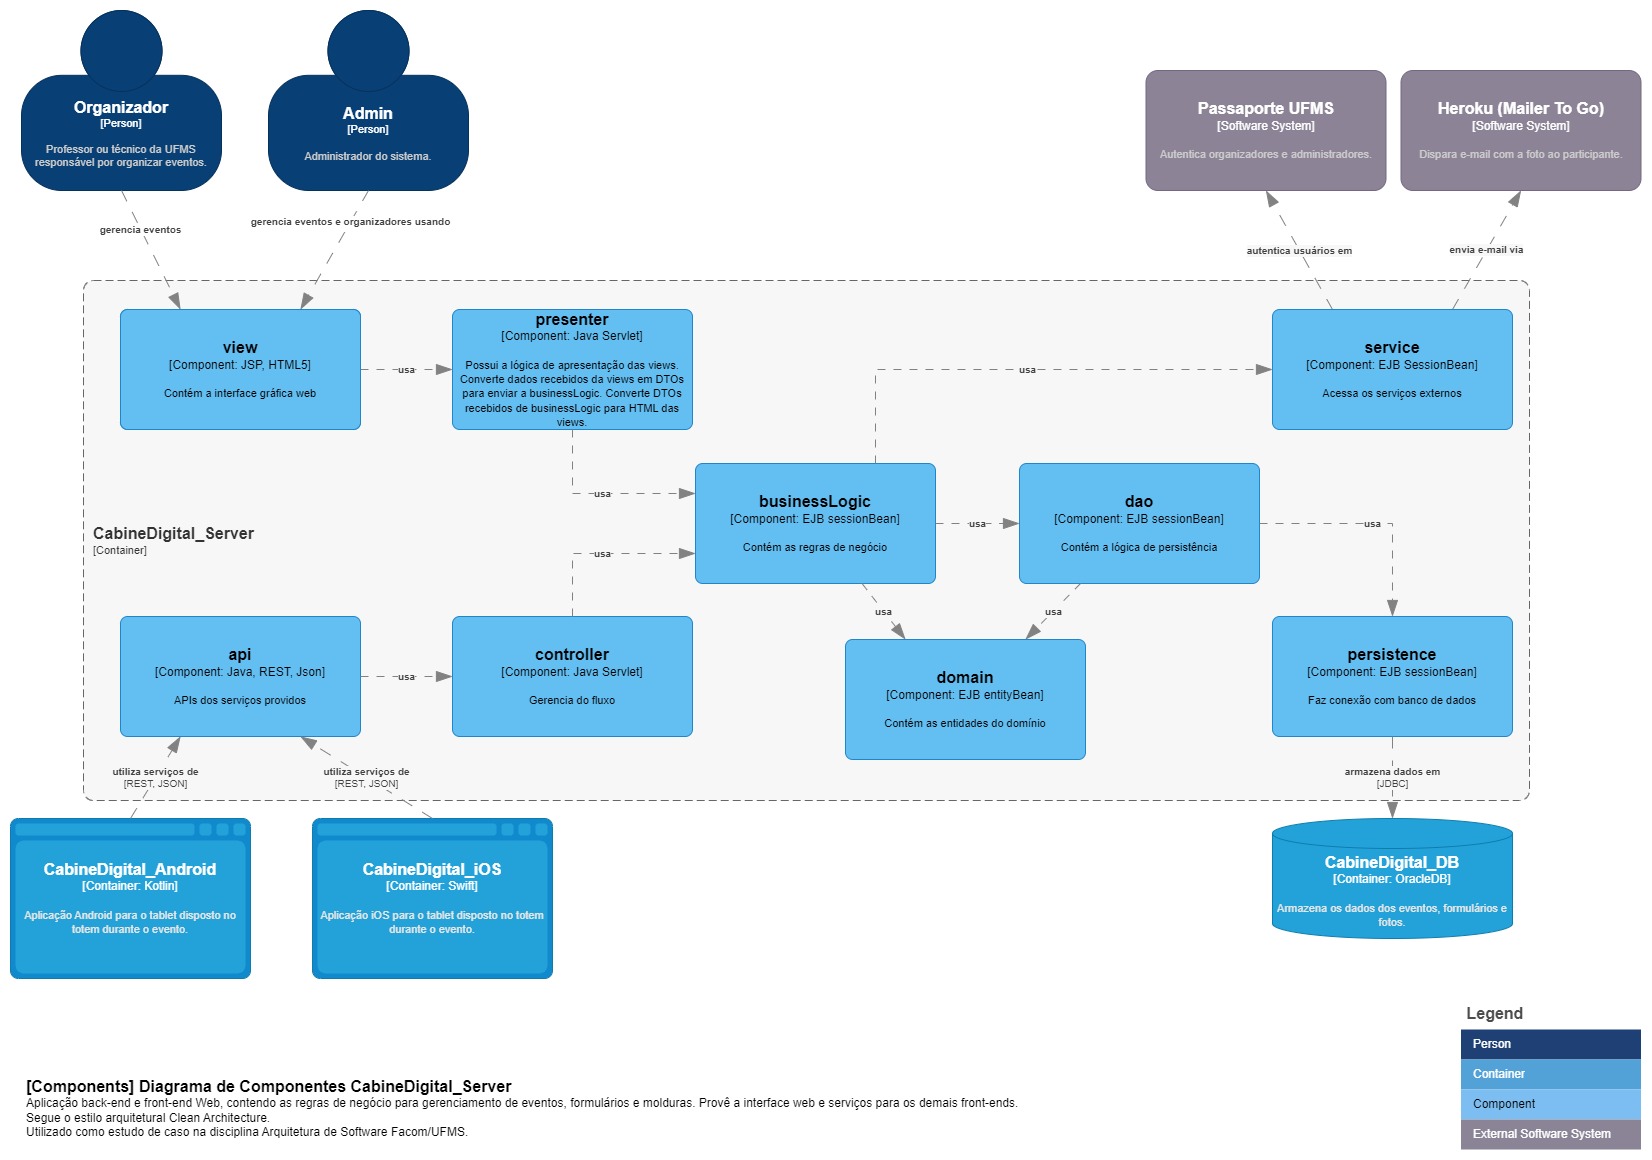 Organizador
[Person]
Professor ou técnico da UFMS
responsável por organizar eventos.
Admin
[Person]
Administrador do sistema.
Passaporte UFMS
[Software System]
Autentica organizadores e administradores.
Heroku (Mailer To Go)
[Software System]
Dispara e-mail com a foto ao participante.
gerencia eventos
gerencia eventos e organizadores usando
autentica usuários em
envia e-mail via
view
[Component: JSP, HTML5]
Contém a interface gráfica web
usa
presenter
[Component: Java Servlet]
Possui a lógica de apresentação das views.
Converte dados recebidos da views em DTOs
para enviar a businessLogic. Converte DTOs
recebidos de businessLogic para HTML das
views.
usa
service
[Component: EJB SessionBean]
Acessa os serviços externos
usa
businessLogic
[Component: EJB sessionBean]
Contém as regras de negócio
usa
dao
[Component: EJB sessionBean]
Contém a lógica de persistência
usa
CabineDigital_Server
[Container]
usa
usa
usa
api
[Component: Java, REST, Json]
APIs dos serviços providos
usa
controller
[Component: Java Servlet]
Gerencia do fluxo
domain
[Component: EJB entityBean]
Contém as entidades do domínio
persistence
[Component: EJB sessionBean]
Faz conexão com banco de dados
utiliza serviços de
[REST, JSON]
utiliza serviços de
[REST, JSON]
armazena dados em
[JDBC]
CabineDigital_Android
[Container: Kotlin]
Aplicação Android para o tablet disposto no
totem durante o evento.
CabineDigital_iOS
[Container: Swift]
Aplicação iOS para o tablet disposto no totem
durante o evento.
CabineDigital_DB
[Container: OracleDB]
Armazena os dados dos eventos, formulários e
fotos.
Legend
Person
Container
Component
External Software System
[Components] Diagrama de Componentes CabineDigital_Server
Aplicação back-end e front-end Web, contendo as regras de negócio para gerenciamento de eventos, formulários e molduras. Provê a interface web e serviços para os demais front-ends.
Segue o estilo arquitetural Clean Architecture.
Utilizado como estudo de caso na disciplina Arquitetura de Software Facom/UFMS.